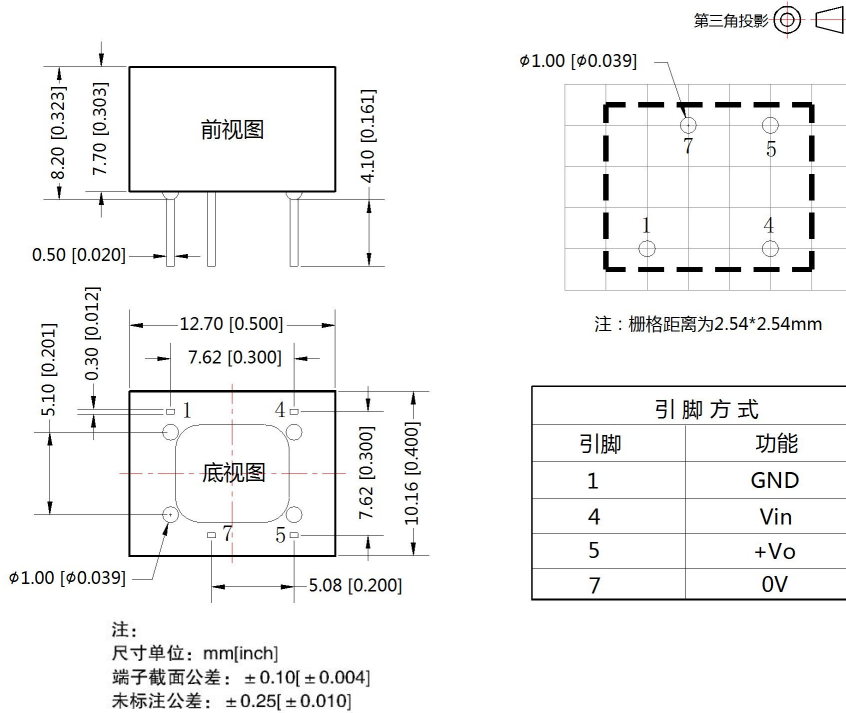 第三角投影
8.20 [0.323]
7.70 [0.303]
前视图
4.10 [0.161]
0.50 [0.020]
φ1.00 [φ0.039]
7
5
1
4
注：栅格距离为2.54*2.54mm
12.70 [0.500]
7.62 [0.300]
0.30 [0.012]
5.10 [0.201]
1
4
底视图
7.62 [0.300]
10.16 [0.400]
7
5
φ1.00 [φ0.039]
5.08 [0.200]
引 脚 方 式
引脚 功能
1 GND
4 Vin
5 +Vo
7 0V
注：
尺寸单位：mm[inch]
端子截面公差：±0.10[±0.004]
未标注公差：±0.25[±0.010]